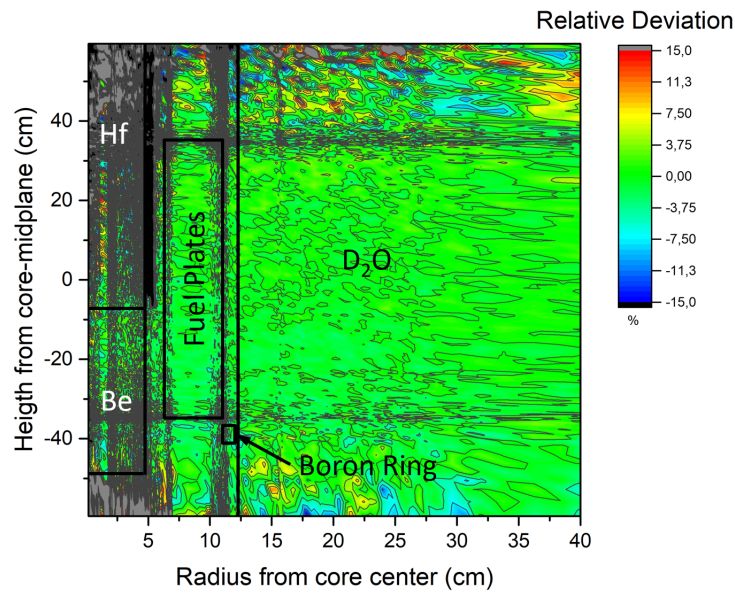 Relative Deviation
15,0
11,3
7,50
3,75
0,00
-3,75
-7,50
-11,3
-15,0
%
Heigth from core-midplane (cm)
40
20
0
-20
-40
Hf
Fuel Plates
D₂O
Be
Boron Ring
5 10 15 20 25 30 35 40
Radius from core center (cm)